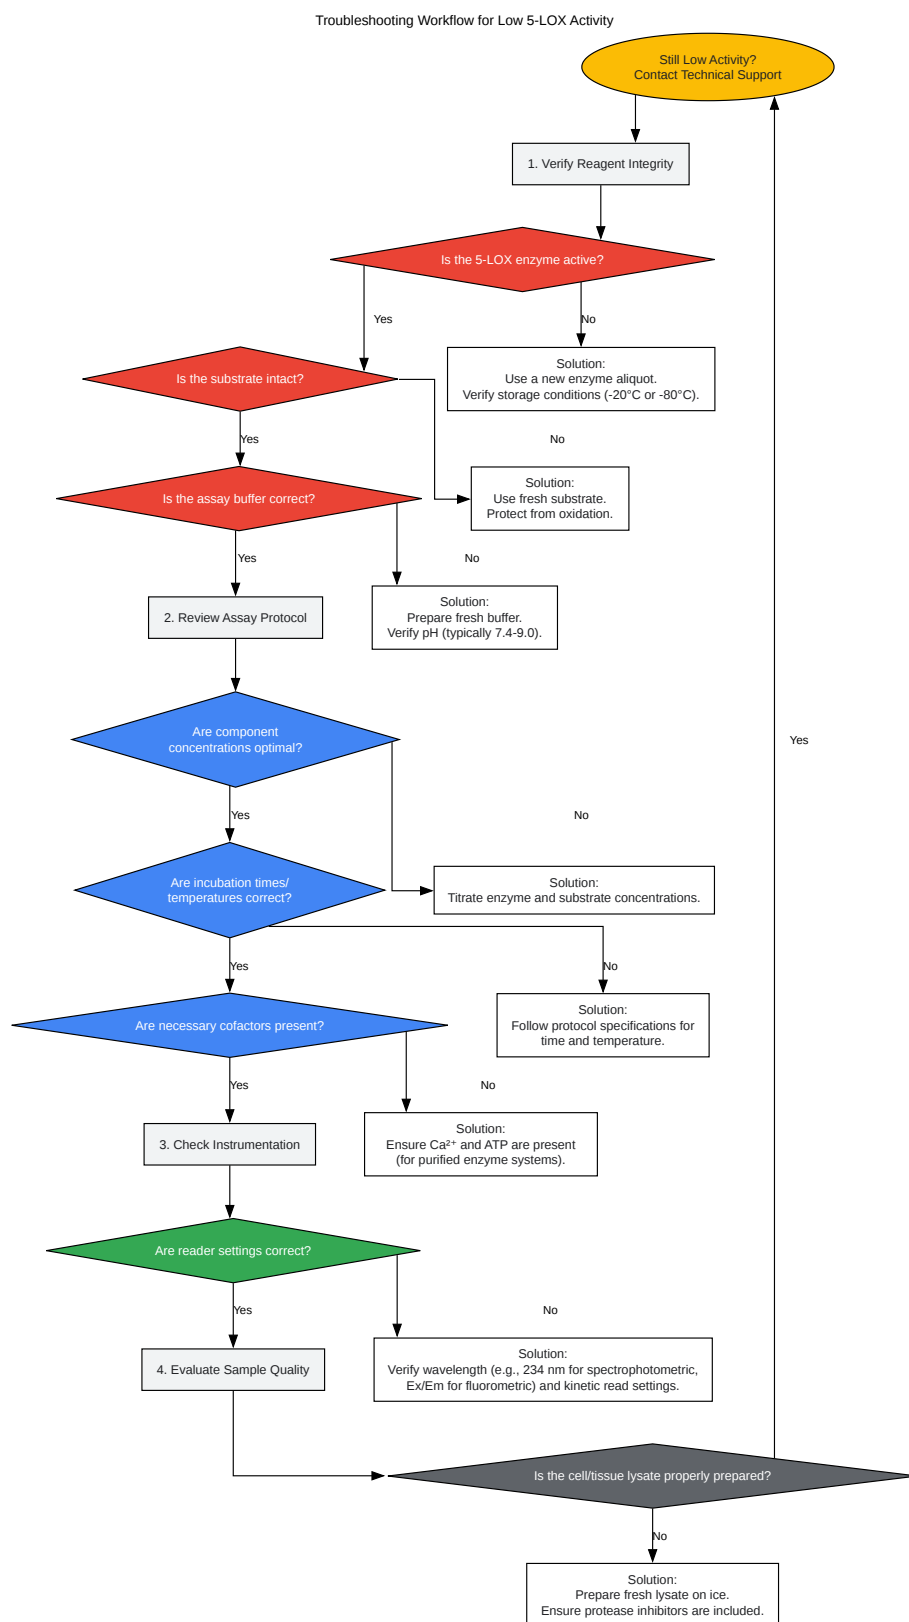 Troubleshooting Workflow for Low 5-LOX Activity
Still Low Activity?
Contact Technical Support
1. Verify Reagent Integrity
Is the 5-LOX enzyme active?
Yes
No
Solution:
Use a new enzyme aliquot.
Verify storage conditions (-20°C or -80°C).
Is the substrate intact?
Yes
No
Solution:
Use fresh substrate.
Protect from oxidation.
Is the assay buffer correct?
Yes
No
Solution:
Prepare fresh buffer.
Verify pH (typically 7.4-9.0).
2. Review Assay Protocol
Are component
concentrations optimal?
Yes
Yes
No
Solution:
Titrate enzyme and substrate concentrations.
Are incubation times/
temperatures correct?
Yes
No
Solution:
Follow protocol specifications for
time and temperature.
Are necessary cofactors present?
Yes
No
Solution:
Ensure Ca²⁺ and ATP are present
(for purified enzyme systems).
3. Check Instrumentation
Are reader settings correct?
Yes
No
Solution:
Verify wavelength (e.g., 234 nm for spectrophotometric,
Ex/Em for fluorometric) and kinetic read settings.
4. Evaluate Sample Quality
Is the cell/tissue lysate properly prepared?
No
Solution:
Prepare fresh lysate on ice.
Ensure protease inhibitors are included.